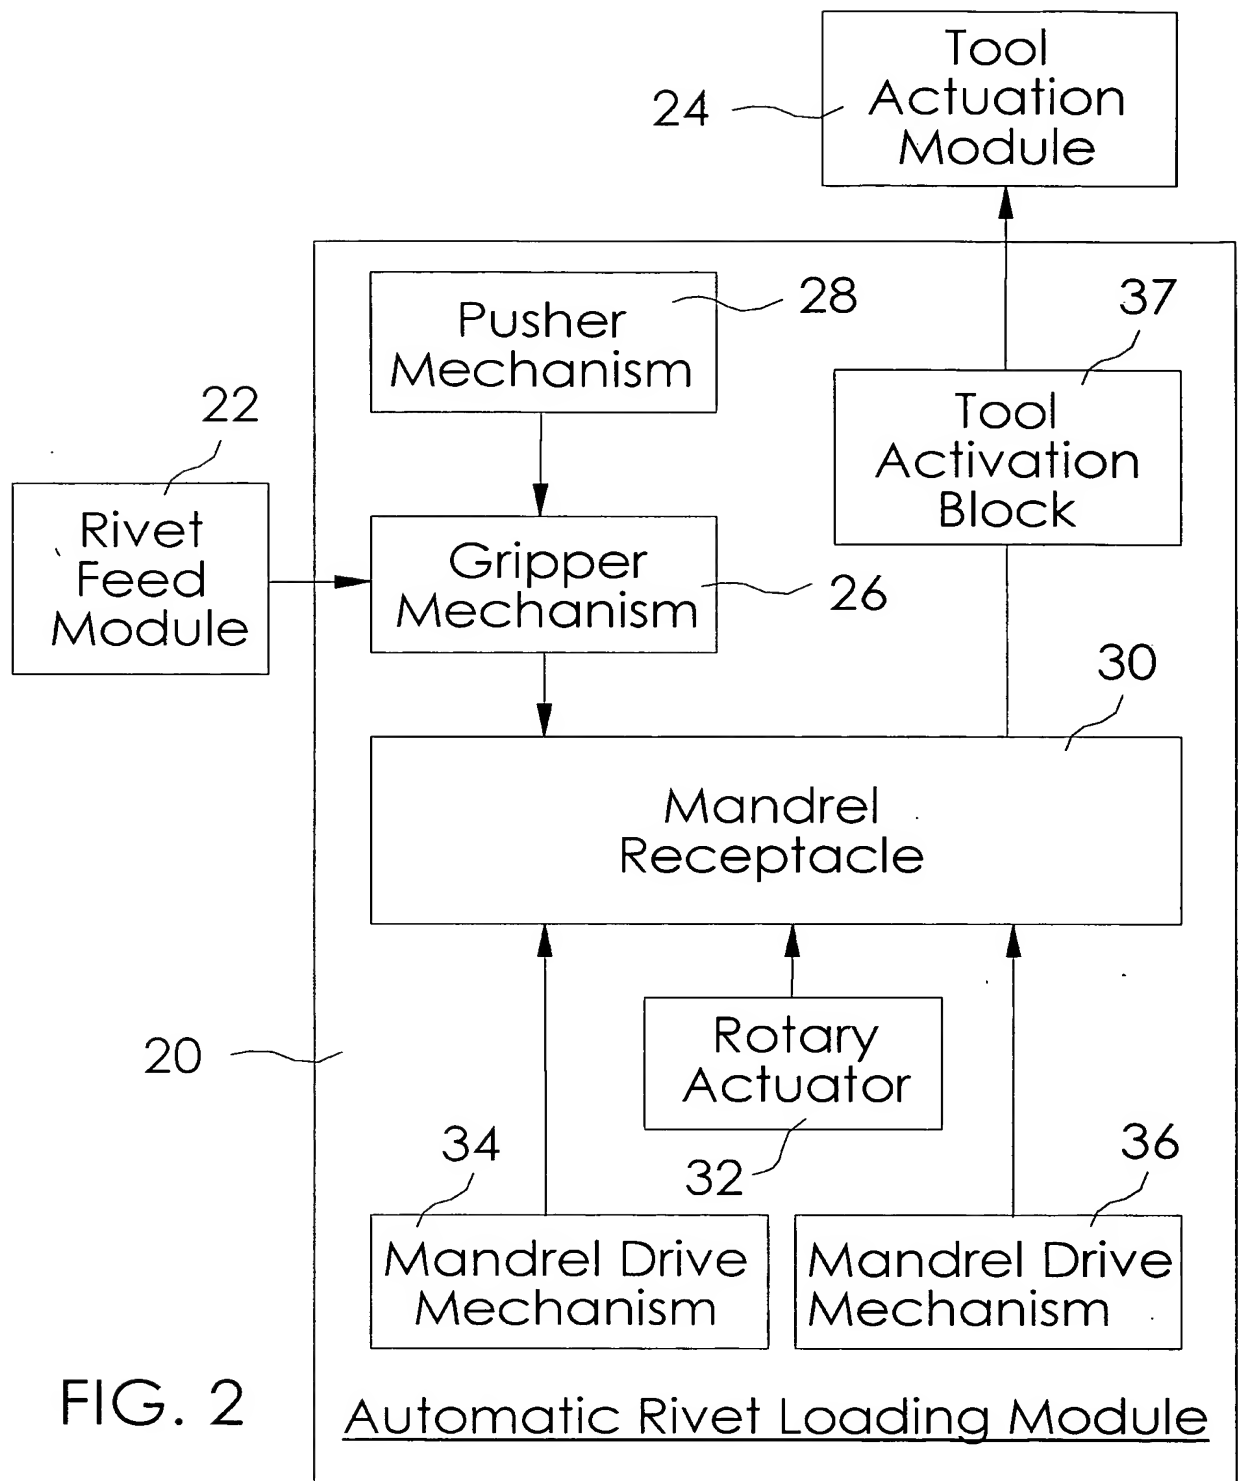 Tool
Actuation
Module
24
Pusher
Mechanism
28
37
Tool
Activation
Block
22
Rivet
Feed
Module
Gripper
Mechanism
26
30
Mandrel
Receptacle
20
Rotary
Actuator
32
34
36
Mandrel Drive
Mechanism
Mandrel Drive
Mechanism
FIG. 2
Automatic Rivet Loading Module